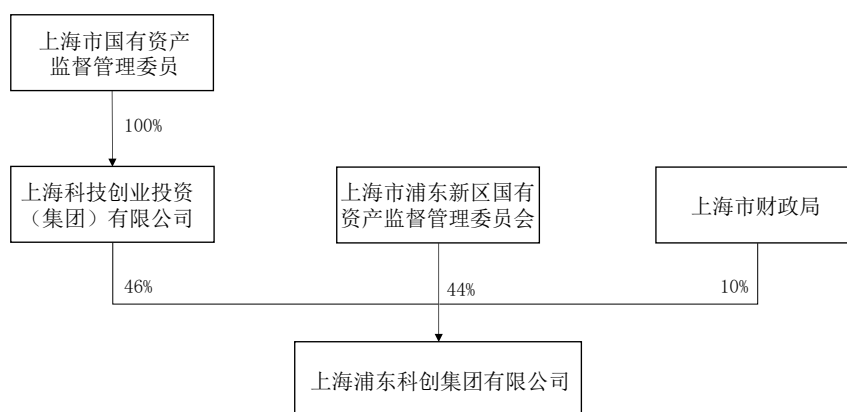 上海市国有资产
监督管理委员
100%
上海科技创业投资
（集团）有限公司
上海市浦东新区国有
资产监督管理委员会
上海市财政局
46%
44%
10%
上海浦东科创集团有限公司